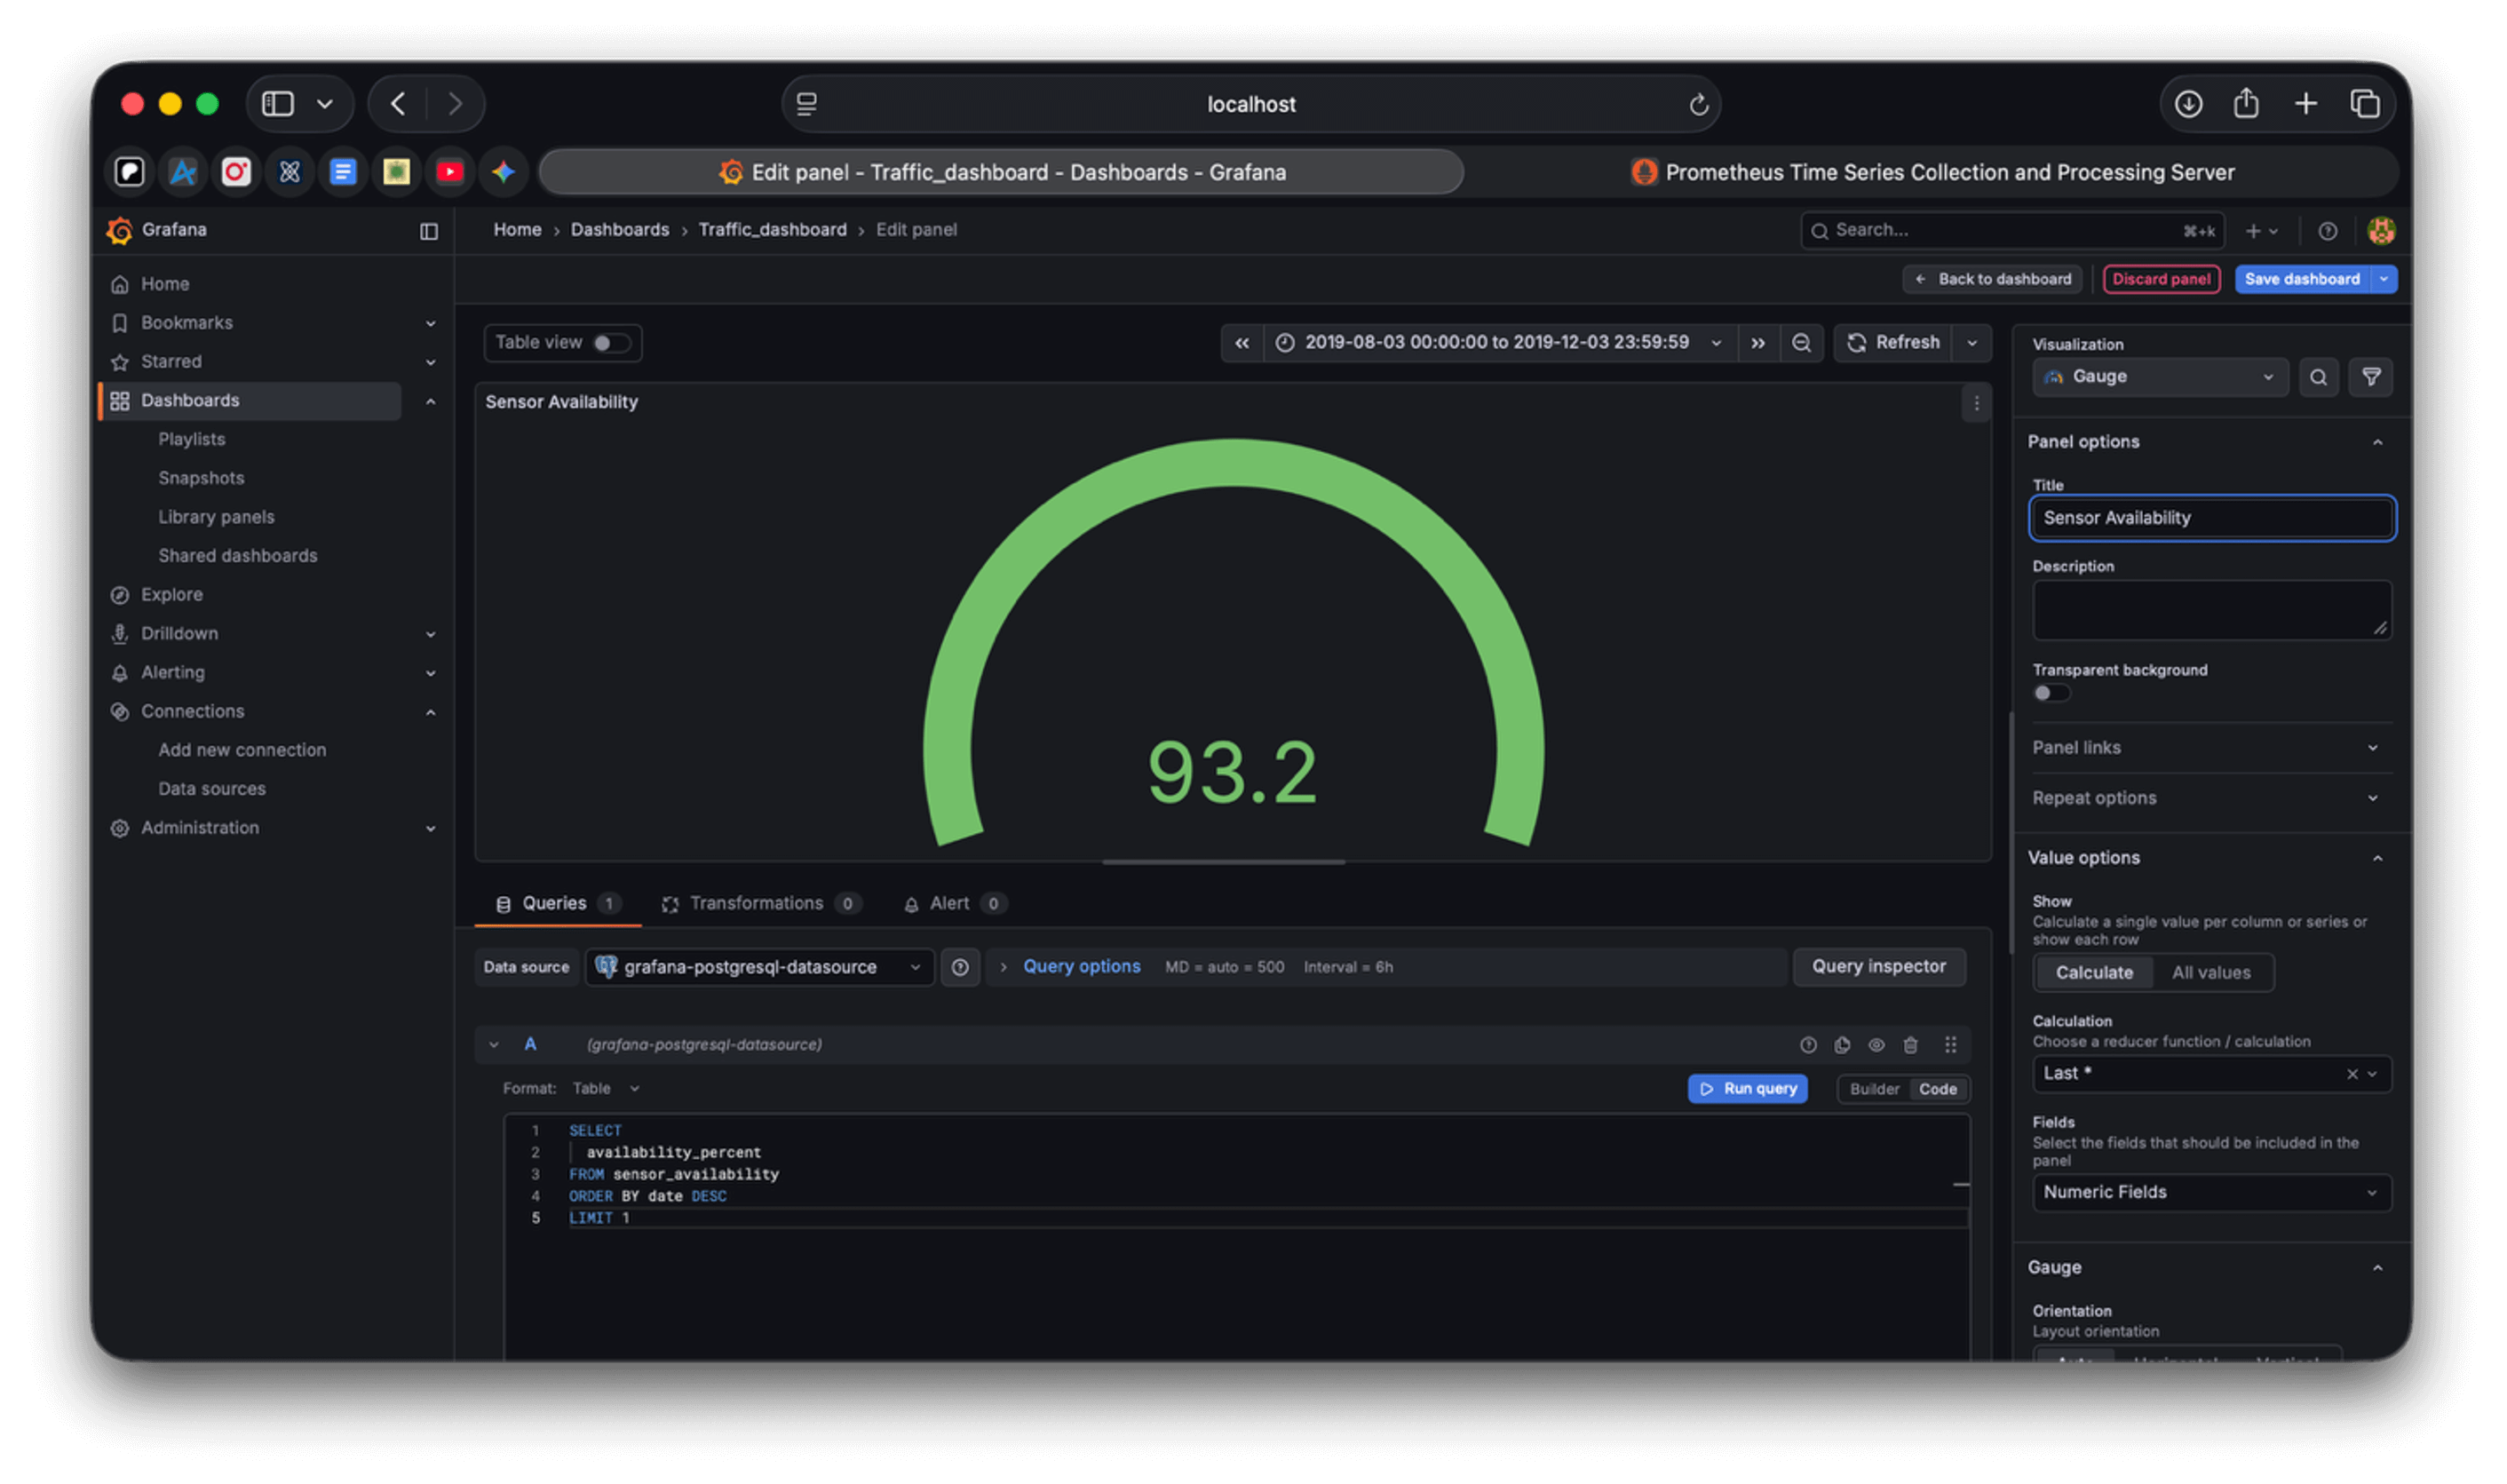 localhost
Edit panel - Traffic_dashboard - Dashboards - Grafana
Prometheus Time Series Collection and Processing Server
Grafana
Home › Dashboards › Traffic_dashboard › Edit panel
Search...
⌘+k
Back to dashboard
Discard panel
Save dashboard
Home
Bookmarks
Starred
Dashboards
Playlists
Snapshots
Library panels
Shared dashboards
Explore
Drilldown
Alerting
Connections
Add new connection
Data sources
Administration
Table view
2019-08-03 00:00:00 to 2019-12-03 23:59:59
Refresh
Sensor Availability
93.2
Queries 1
Transformations 0
Alert 0
Data source
grafana-postgresql-datasource
Query options
MD = auto = 500
Interval = 6h
Query inspector
A
(grafana-postgresql-datasource)
Format: Table
Run query
Builder
Code
1 SELECT
2 availability_percent
3 FROM sensor_availability
4 ORDER BY date DESC
5 LIMIT 1
Visualization
Gauge
Panel options
Title
Sensor Availability
Description
Transparent background
Panel links
Repeat options
Value options
Show
Calculate a single value per column or series or
show each row
Calculate
All values
Calculation
Choose a reducer function / calculation
Last *
Fields
Select the fields that should be included in the
panel
Numeric Fields
Gauge
Orientation
Layout orientation